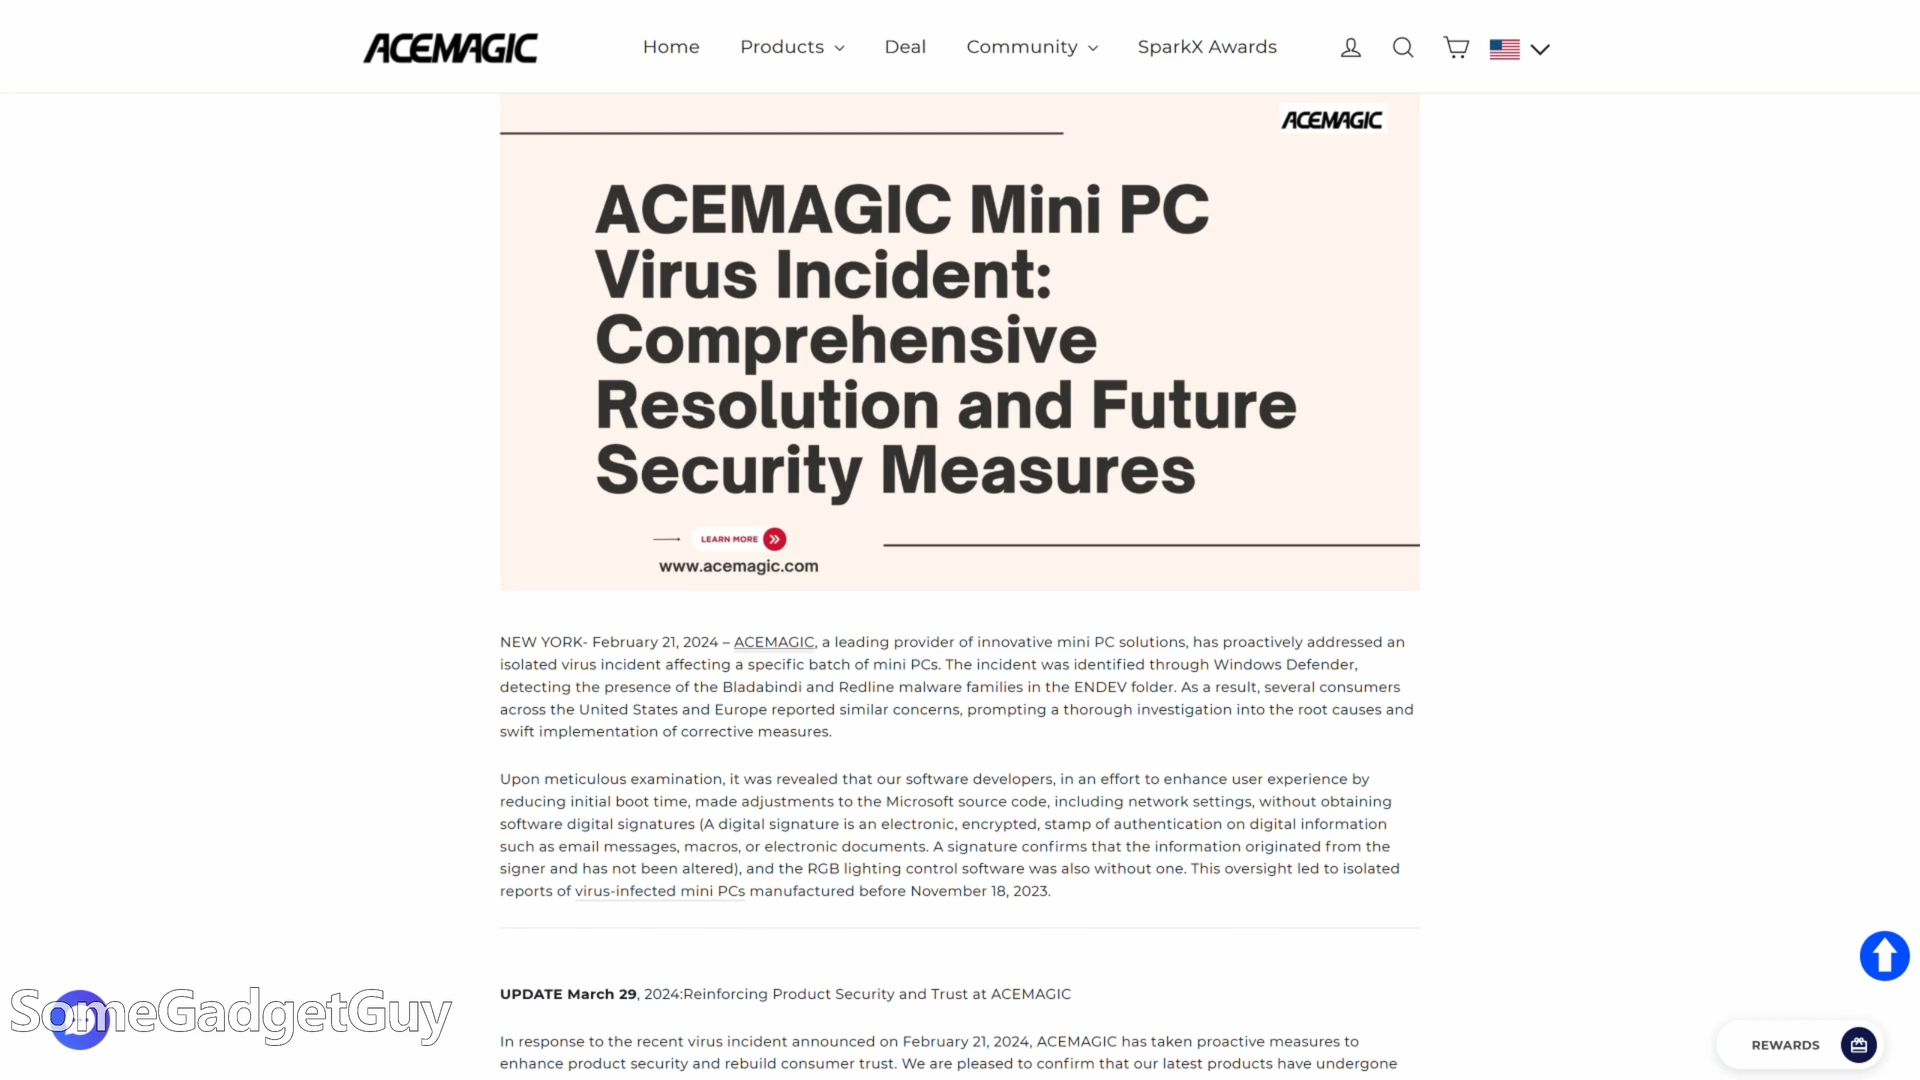 ACEMAGIC
Home
Products
Deal
Community
SparkX Awards
ACEMAGIC
ACEMAGIC Mini PC
Virus Incident:
Comprehensive
Resolution and Future
Security Measures
LEARN MORE
www.acemagic.com
NEW YORK- February 21, 2024 – ACEMAGIC, a leading provider of innovative mini PC solutions, has proactively addressed an
isolated virus incident affecting a specific batch of mini PCs. The incident was identified through Windows Defender,
detecting the presence of the Bladabindi and Redline malware families in the ENDEV folder. As a result, several consumers
across the United States and Europe reported similar concerns, prompting a thorough investigation into the root causes and
swift implementation of corrective measures.
Upon meticulous examination, it was revealed that our software developers, in an effort to enhance user experience by
reducing initial boot time, made adjustments to the Microsoft source code, including network settings, without obtaining
software digital signatures (A digital signature is an electronic, encrypted, stamp of authentication on digital information
such as email messages, macros, or electronic documents. A signature confirms that the information originated from the
signer and has not been altered), and the RGB lighting control software was also without one. This oversight led to isolated
reports of virus-infected mini PCs manufactured before November 18, 2023.
UPDATE March 29, 2024:Reinforcing Product Security and Trust at ACEMAGIC
In response to the recent virus incident announced on February 21, 2024, ACEMAGIC has taken proactive measures to
enhance product security and rebuild consumer trust. We are pleased to confirm that our latest products have undergone
SomeGadgetGuy
REWARDS